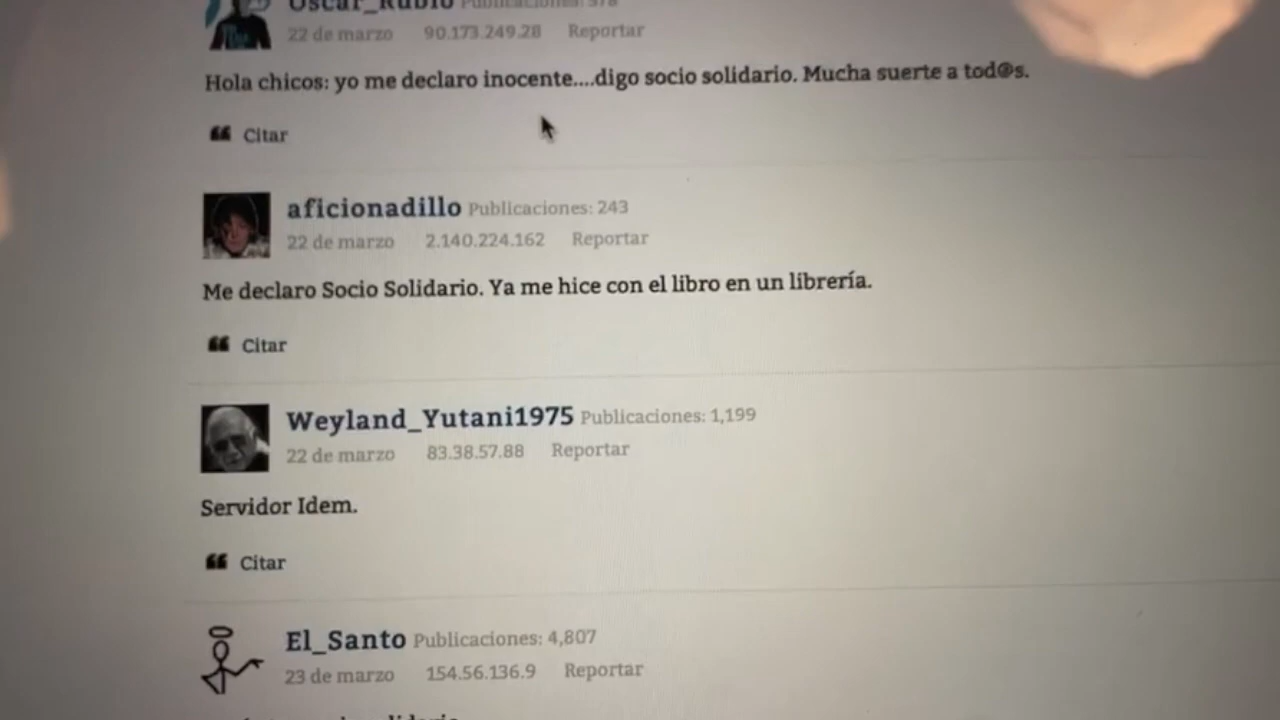 Oscar_Rubio Publicaciones: 578
22 de marzo 90.173.249.28 Reportar
Hola chicos: yo me declaro inocente....digo socio solidario. Mucha suerte a tod@s.
Citar
aficionadillo Publicaciones: 243
22 de marzo 2.140.224.162 Reportar
Me declaro Socio Solidario. Ya me hice con el libro en un librería.
Citar
Weyland_Yutani1975 Publicaciones: 1,199
22 de marzo 83.38.57.88 Reportar
Servidor Idem.
Citar
El_Santo Publicaciones: 4,807
23 de marzo 154.56.136.9 Reportar